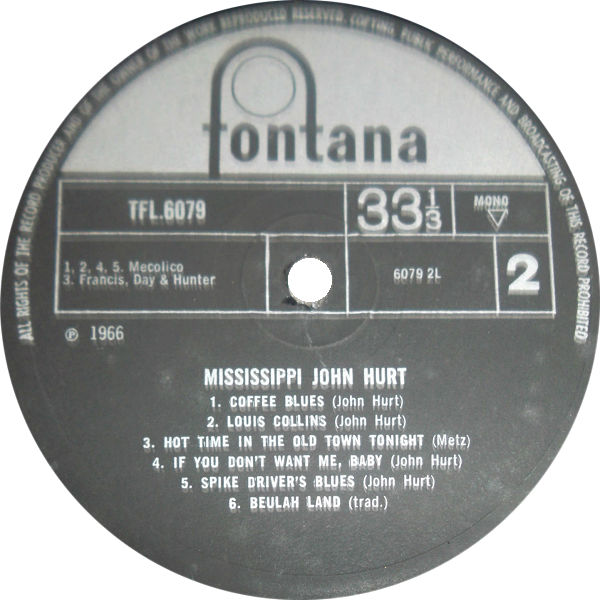 ALL RIGHTS OF THE RECORD PRODUCER AND OF THE OWNER OF THE WORK REPRODUCED RESERVED. COPYING, PUBLIC PERFORMANCE AND BROADCASTING OF THIS RECORD PROHIBITED
fontana
TFL.6079
33 1/3
MONO
1, 2, 4, 5. Mecolico
3. Francis, Day & Hunter
6079 2L
2
℗ 1966
MISSISSIPPI JOHN HURT
1. COFFEE BLUES (John Hurt)
2. LOUIS COLLINS (John Hurt)
3. HOT TIME IN THE OLD TOWN TONIGHT (Metz)
4. IF YOU DON'T WANT ME, BABY (John Hurt)
5. SPIKE DRIVER'S BLUES (John Hurt)
6. BEULAH LAND (trad.)